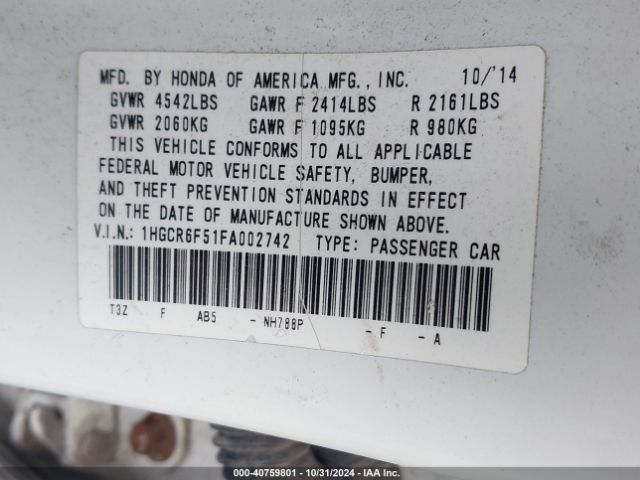 MFD. BY HONDA OF AMERICA MFG., INC. 10/'14
GVWR 4542LBS GAWR F 2414LBS R 2161LBS
GVWR 2060KG GAWR F 1095KG R 980KG
THIS VEHICLE CONFORMS TO ALL APPLICABLE
FEDERAL MOTOR VEHICLE SAFETY, BUMPER,
AND THEFT PREVENTION STANDARDS IN EFFECT
ON THE DATE OF MANUFACTURE SHOWN ABOVE.
V.I.N.: 1HGCR6F51FA002742 TYPE: PASSENGER CAR
T3Z F AB5 - NH788P - F - A
000-40759801 - 10/31/2024 - IAA Inc.